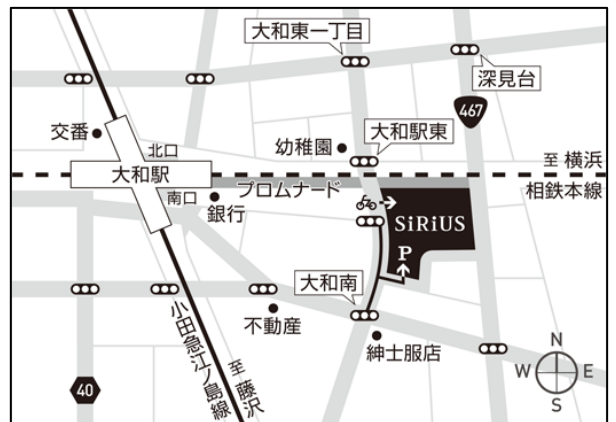 大和東一丁目
深見台
467
交番
北口
幼稚園
大和駅東
至 横浜
大和駅
プロムナード
相鉄本線
南口
銀行
SiRiUS
P
大和南
不動産
紳士服店
小田急江ノ島線
至 藤沢
40
N
W
E
S